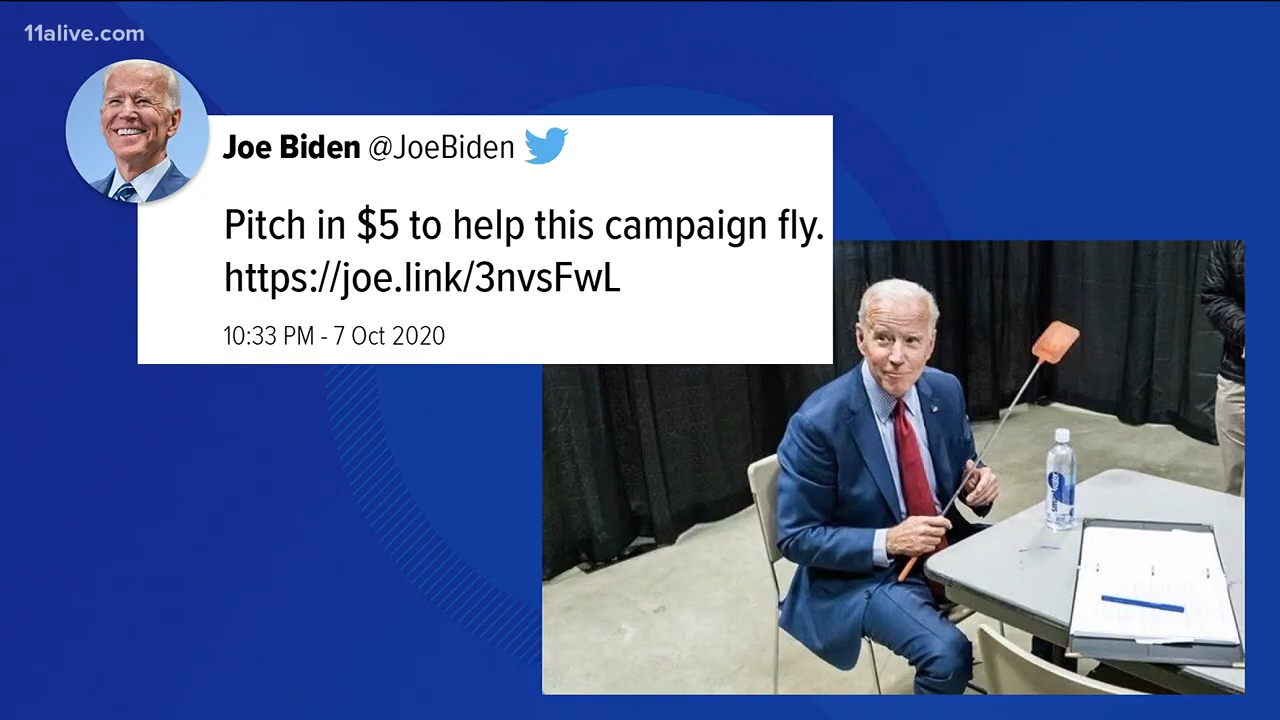 11alive.com
Joe Biden @JoeBiden
Pitch in $5 to help this campaign fly.
https://joe.link/3nvsFwL
10:33 PM - 7 Oct 2020
smartwater